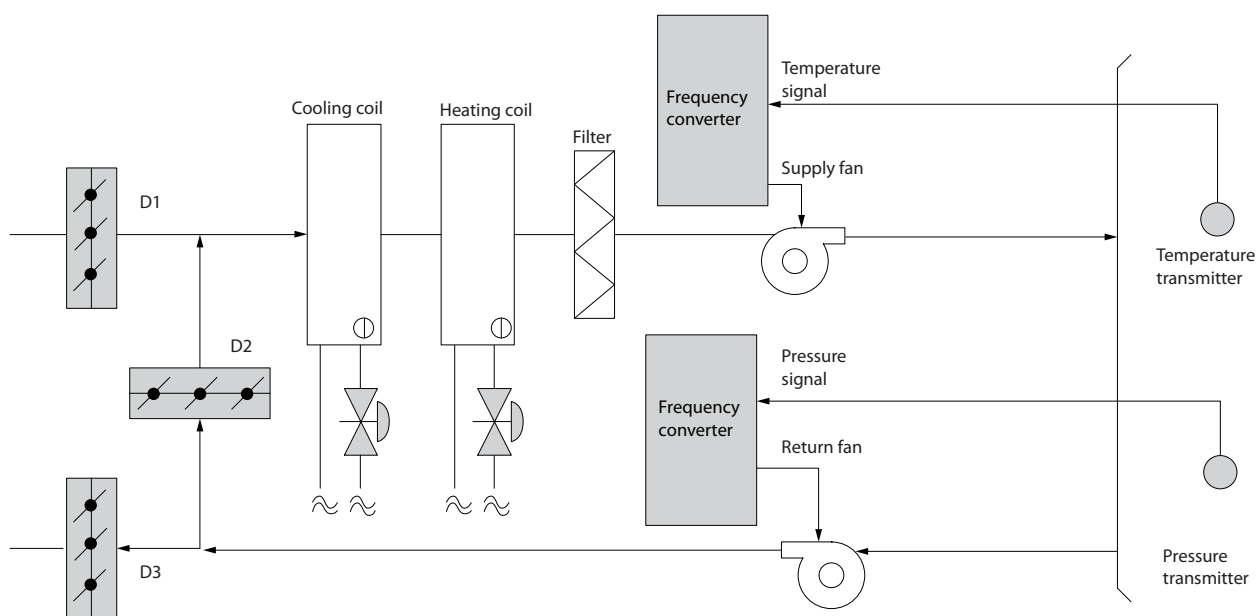 Cooling coil
Heating coil
Filter
Frequency
converter
Temperature
signal
Supply fan
D1
Temperature
transmitter
D2
Pressure
signal
Frequency
converter
Return fan
D3
Pressure
transmitter